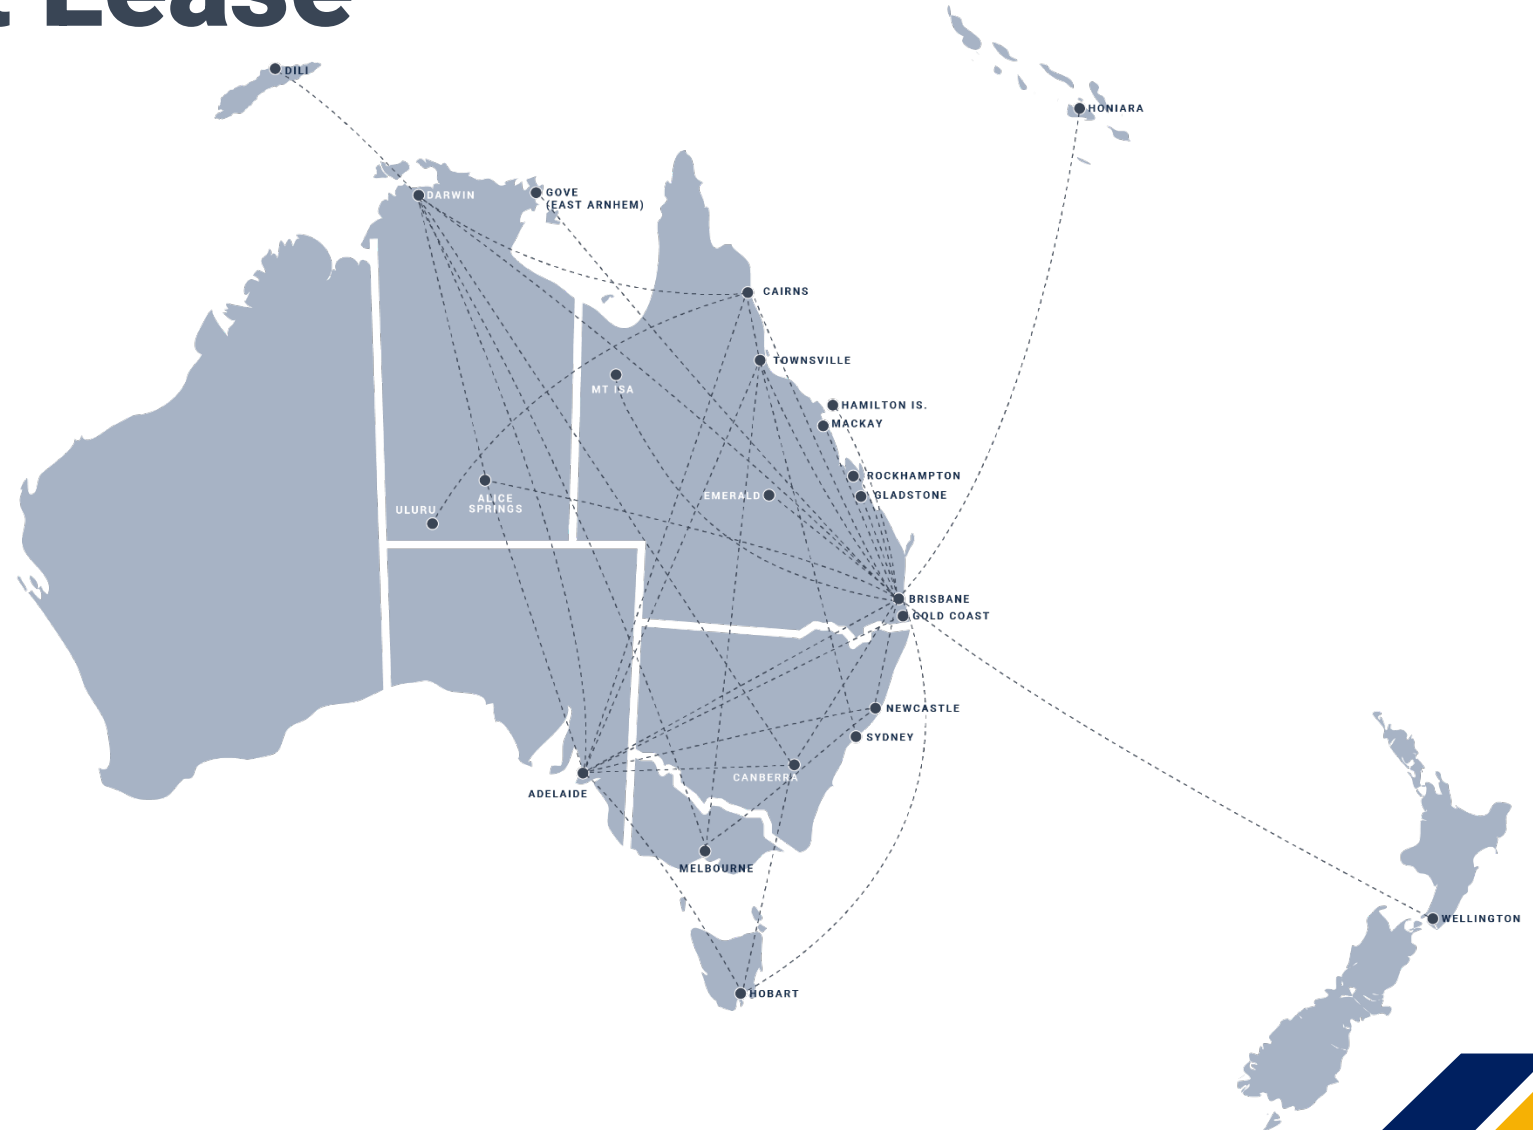 t Lease
DILI
HONIARA
DARWIN
GOVE
(EAST ARNHEM)
CAIRNS
TOWNSVILLE
MT ISA
HAMILTON IS.
MACKAY
ROCKHAMPTON
EMERALD
GLADSTONE
ALICE
SPRINGS
ULURU
BRISBANE
GOLD COAST
NEWCASTLE
SYDNEY
CANBERRA
ADELAIDE
MELBOURNE
WELLINGTON
HOBART